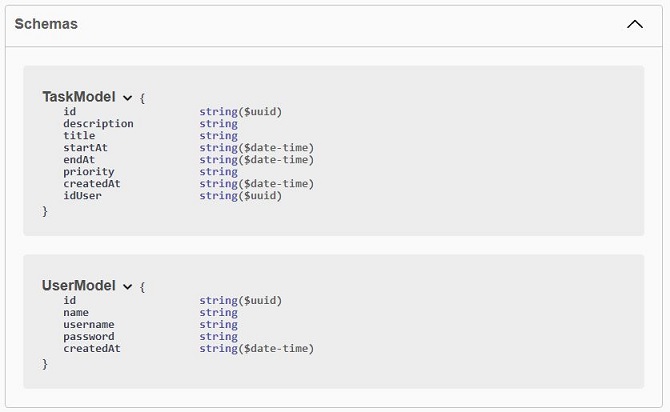 Schemas
TaskModel {
id string($uuid)
description string
title string
startAt string($date-time)
endAt string($date-time)
priority string
createdAt string($date-time)
idUser string($uuid)
}
UserModel {
id string($uuid)
name string
username string
password string
createdAt string($date-time)
}